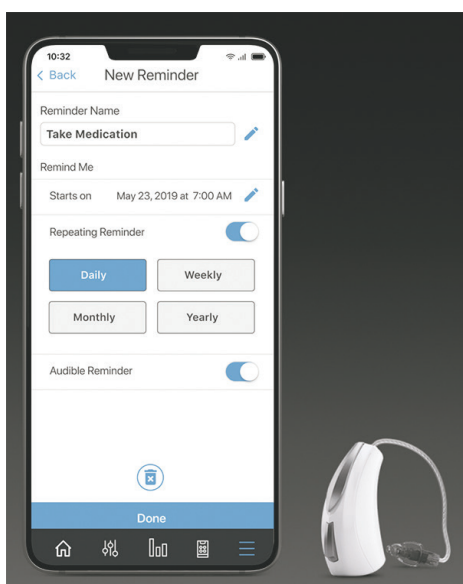 10:32
Back New Reminder
Reminder Name
Take Medication
Remind Me
Starts on May 23, 2019 at 7:00 AM
Repeating Reminder
Daily Weekly
Monthly Yearly
Audible Reminder
Done